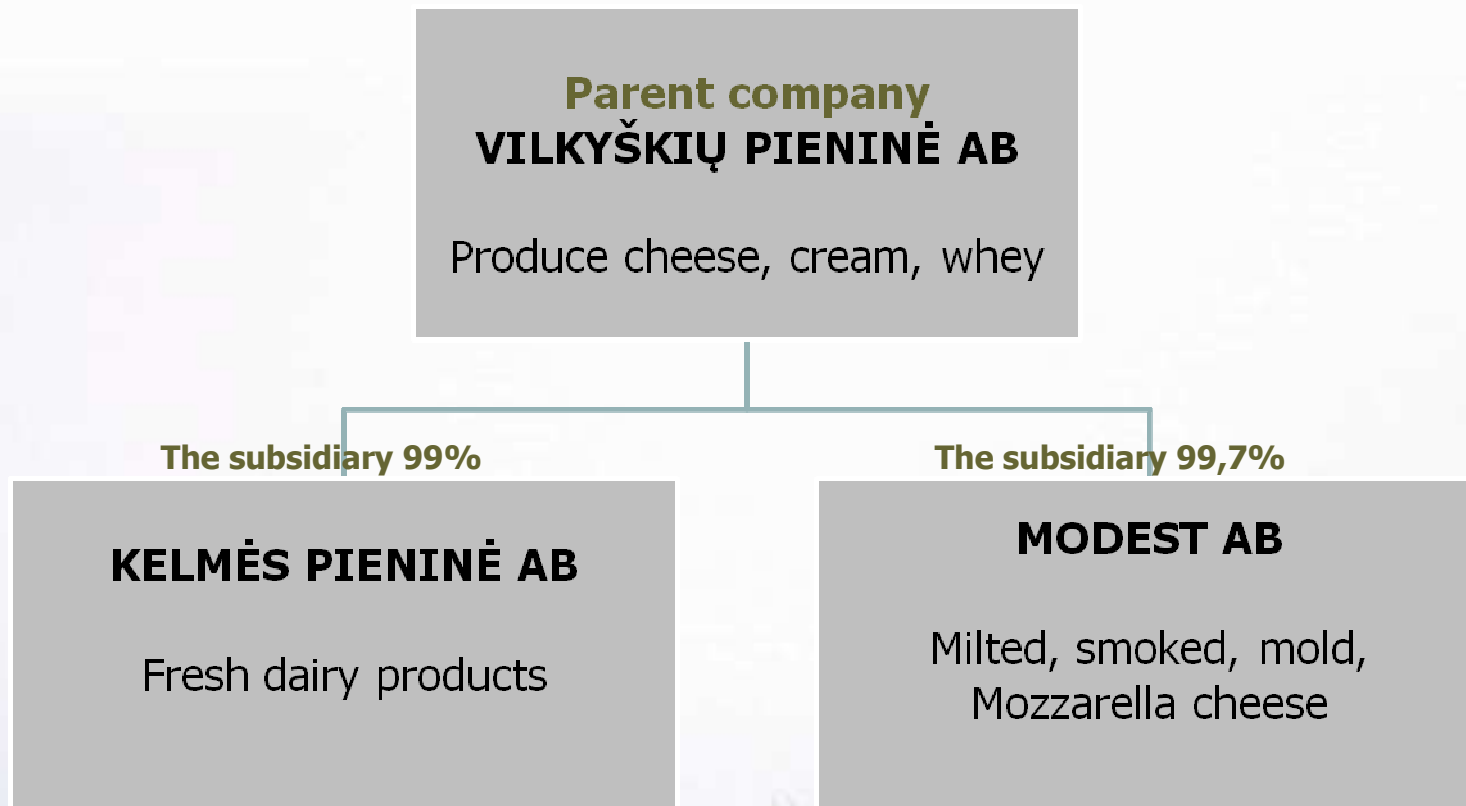 Parent company
VILKYŠKIŲ PIENINĖ AB
Produce cheese, cream, whey
The subsidiary 99%
KELMĖS PIENINĖ AB
Fresh dairy products
The subsidiary 99,7%
MODEST AB
Milted, smoked, mold,
Mozzarella cheese